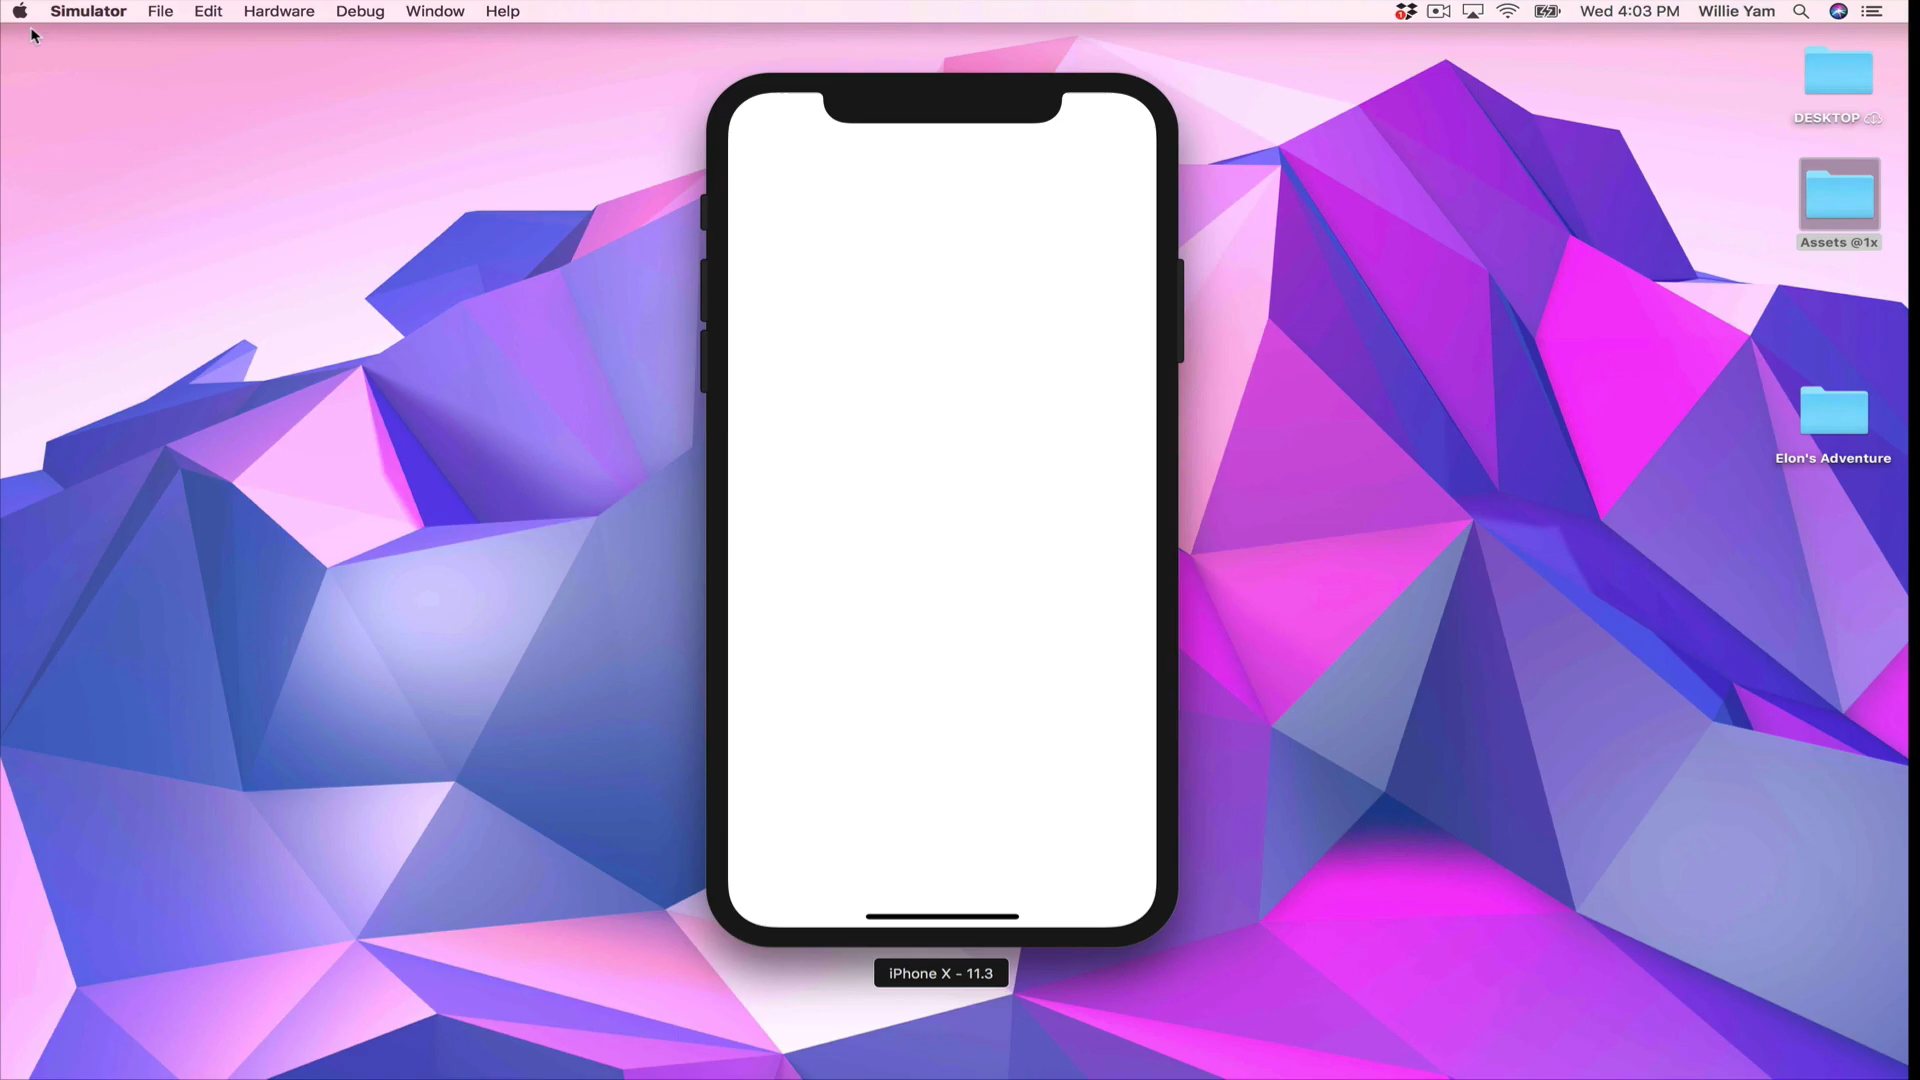 Simulator File Edit Hardware Debug Window Help
1 Wed 4:03 PM Willie Yam
DESKTOP
Assets @1x
Elon's Adventure
iPhone X - 11.3